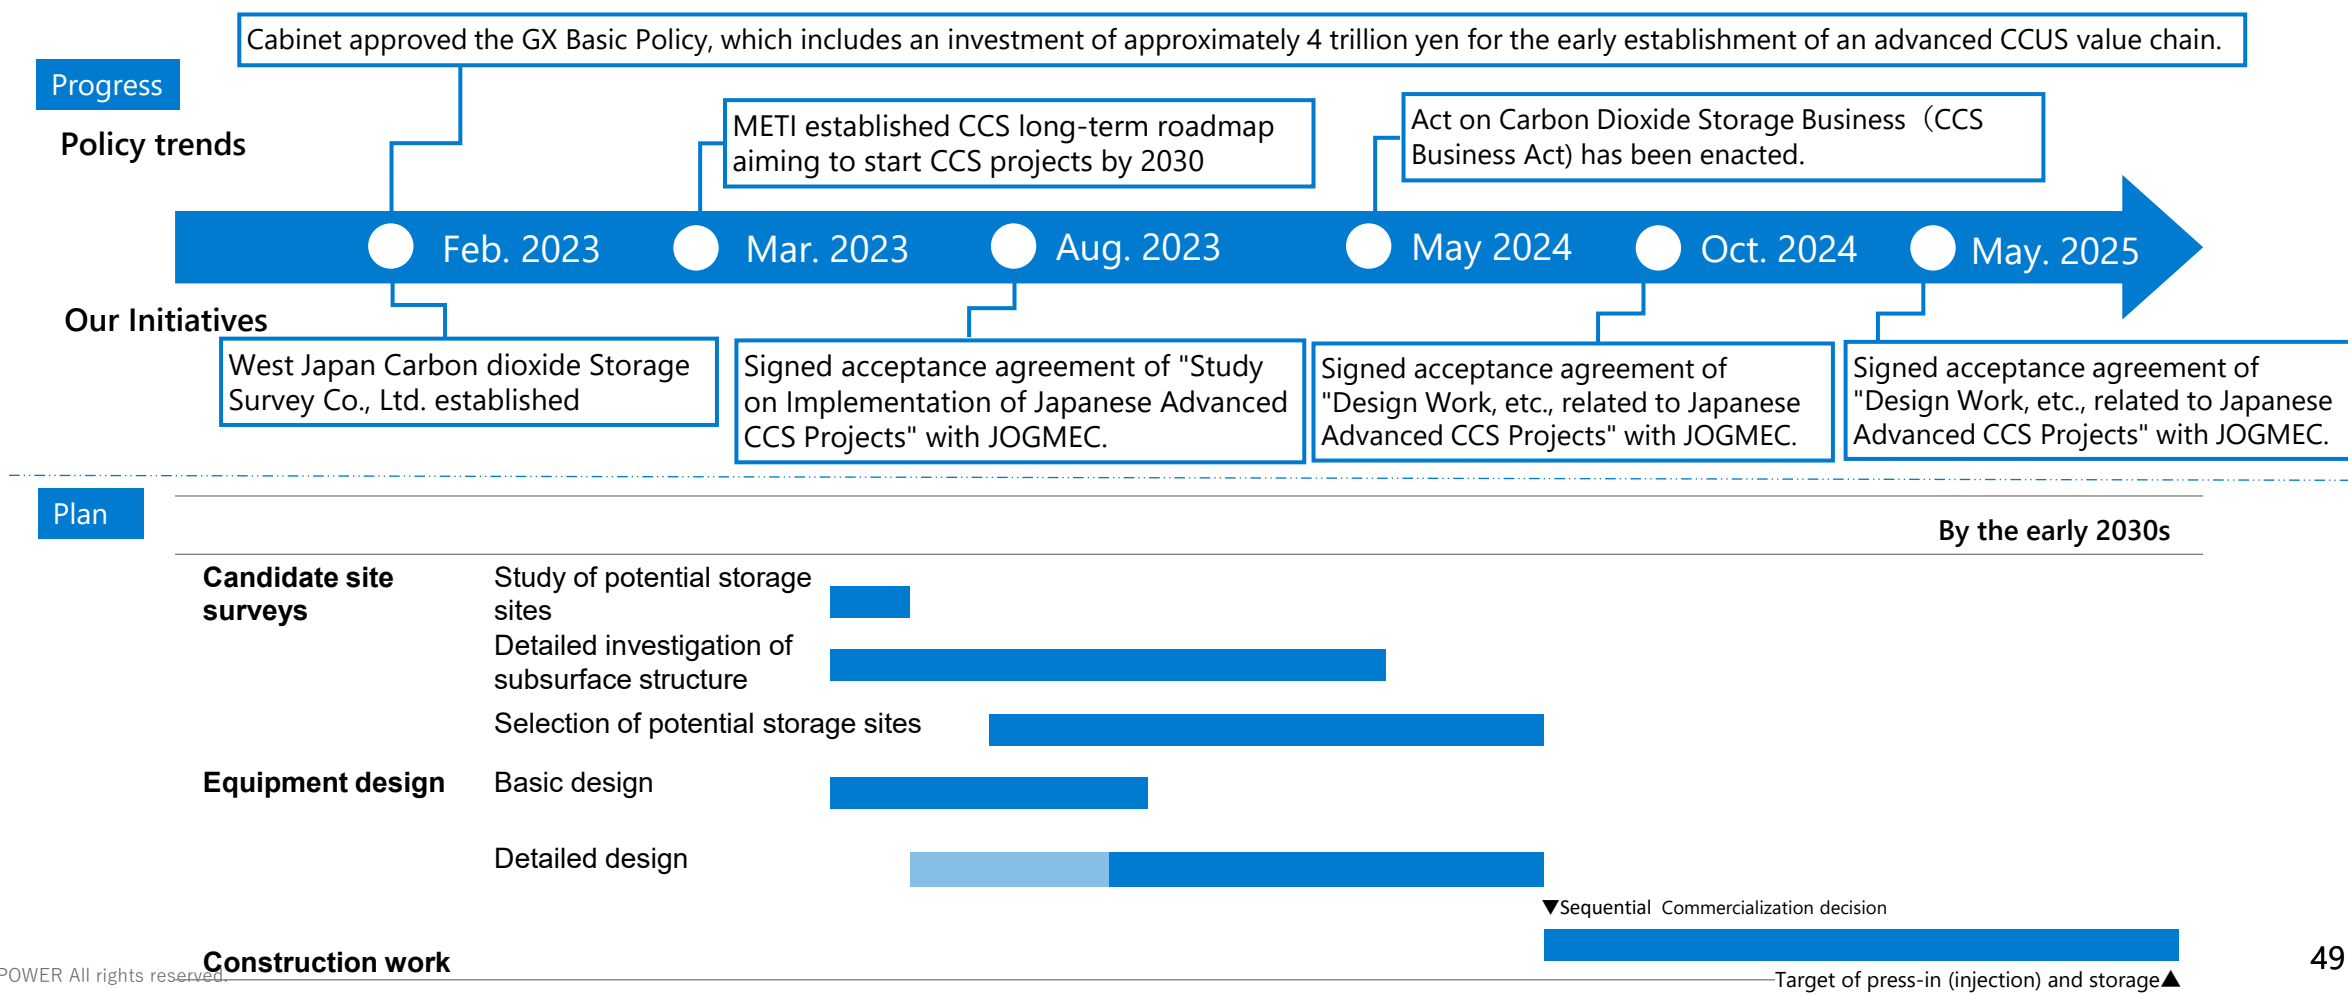 Cabinet approved the GX Basic Policy, which includes an investment of approximately 4 trillion yen for the early establishment of an advanced CCUS value chain.
Progress
Policy trends
METI established CCS long-term roadmap
aiming to start CCS projects by 2030
Act on Carbon Dioxide Storage Business（CCS
Business Act) has been enacted.
Feb. 2023
Mar. 2023
Aug. 2023
May 2024
Oct. 2024
May. 2025
Our Initiatives
West Japan Carbon dioxide Storage
Survey Co., Ltd. established
Signed acceptance agreement of "Study
on Implementation of Japanese Advanced
CCS Projects" with JOGMEC.
Signed acceptance agreement of
"Design Work, etc., related to Japanese
Advanced CCS Projects" with JOGMEC.
Signed acceptance agreement of
"Design Work, etc., related to Japanese
Advanced CCS Projects" with JOGMEC.
Plan
By the early 2030s
Candidate site
surveys
Study of potential storage
sites
Detailed investigation of
subsurface structure
Selection of potential storage sites
Equipment design
Basic design
Detailed design
▼Sequential Commercialization decision
Construction work
Target of press-in (injection) and storage▲
POWER All rights reserved.
49